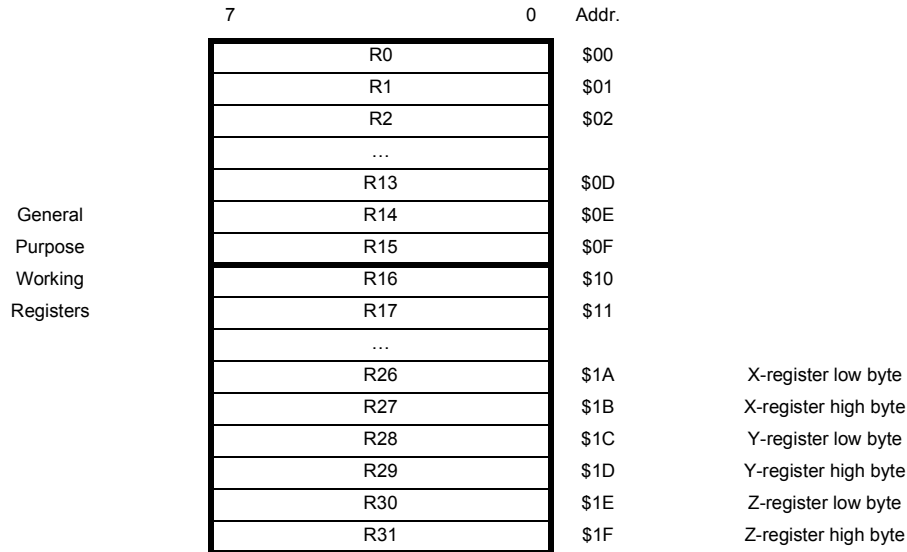 7 0 Addr.
R0 $00
R1 $01
R2 $02
…
R13 $0D
General R14 $0E
Purpose R15 $0F
Working R16 $10
Registers R17 $11
…
R26 $1A X-register low byte
R27 $1B X-register high byte
R28 $1C Y-register low byte
R29 $1D Y-register high byte
R30 $1E Z-register low byte
R31 $1F Z-register high byte